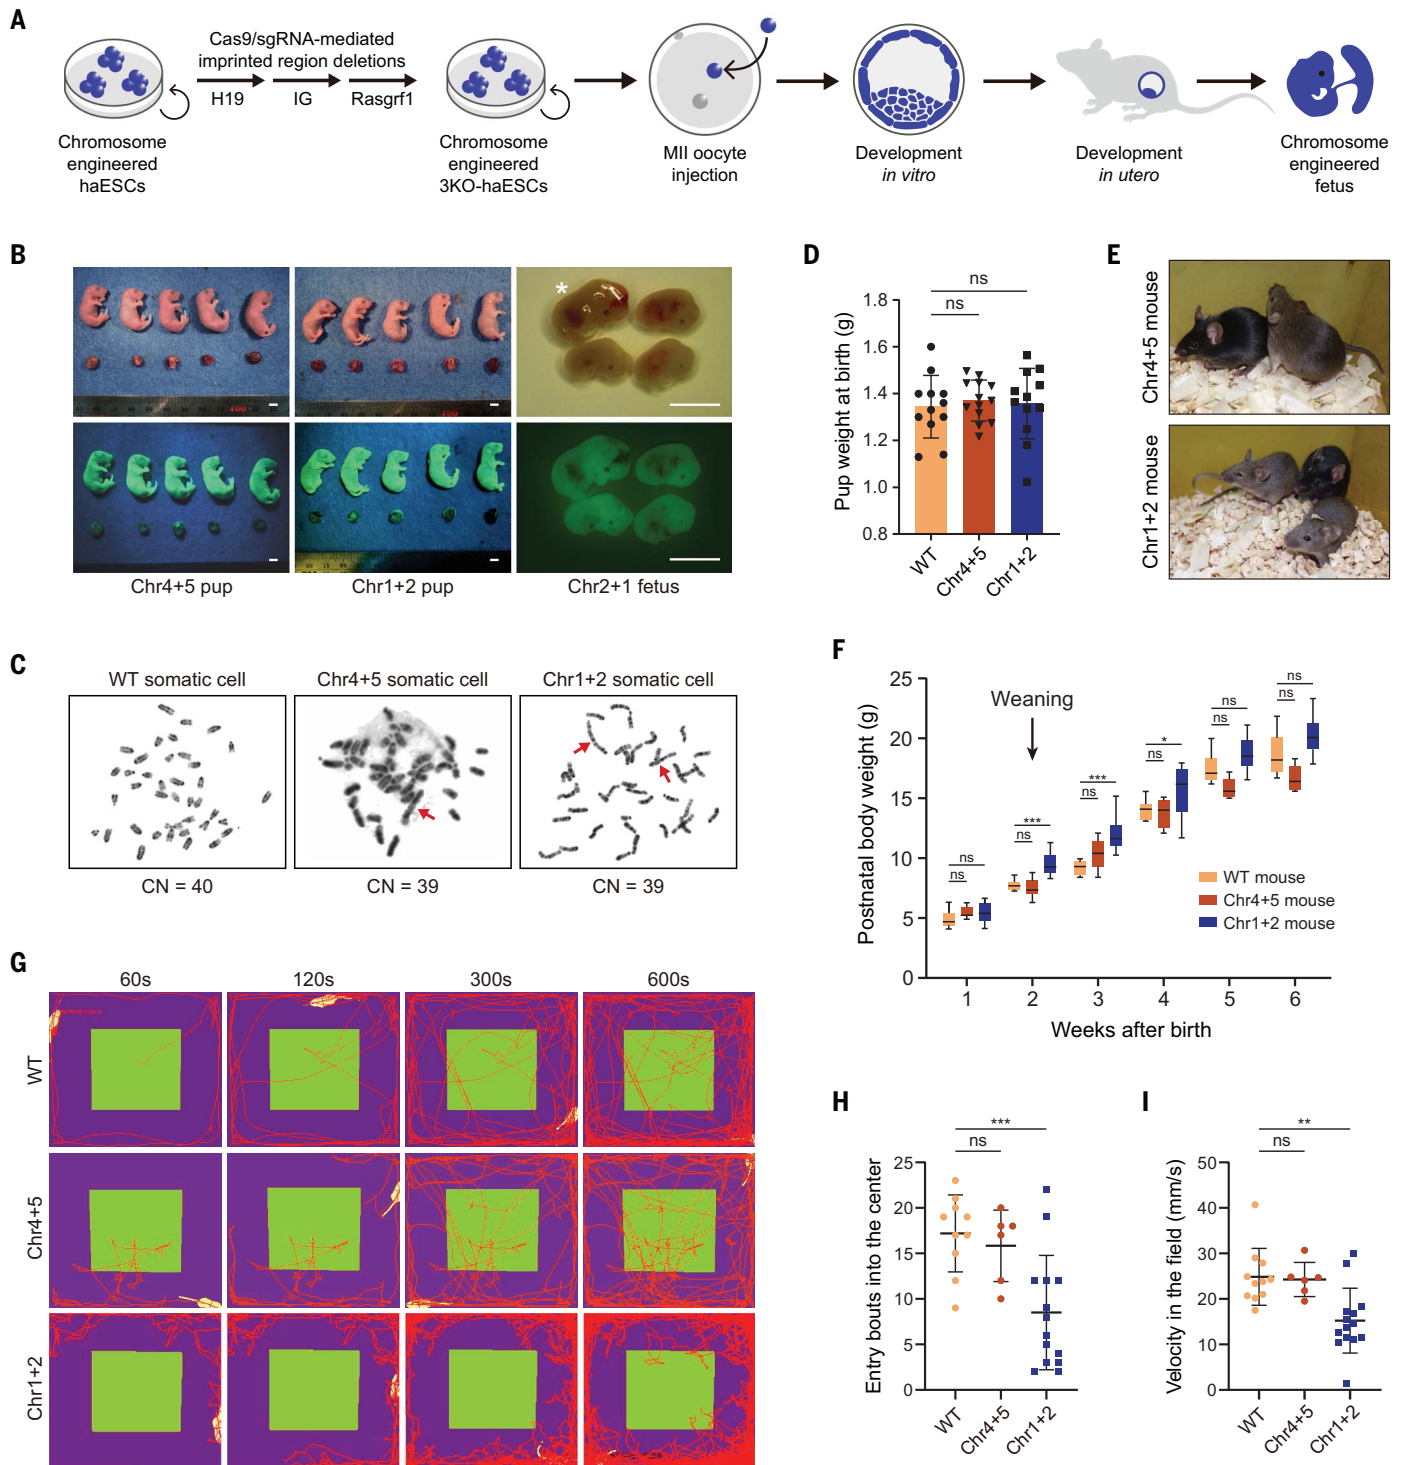 A
Cas9/sgRNA-mediated
imprinted region deletions
H19
IG
Rasgrf1
Chromosome
engineered
haESCs
Chromosome
engineered
3KO-haESCs
MII oocyte
injection
Development
in vitro
Development
in utero
Chromosome
engineered
fetus
B
*
Chr4+5 pup
Chr1+2 pup
Chr2+1 fetus
C
WT somatic cell
Chr4+5 somatic cell
Chr1+2 somatic cell
CN = 40
CN = 39
CN = 39
D
Pup weight at birth (g)
ns
ns
1.8
1.6
1.4
1.2
1.0
0.8
WT
Chr4+5
Chr1+2
E
Chr4+5 mouse
Chr1+2 mouse
F
Postnatal body weight (g)
25
20
15
10
5
0
Weaning
ns
ns
ns
***
ns
***
ns
*
ns
ns
ns
ns
WT mouse
Chr4+5 mouse
Chr1+2 mouse
1
2
3
4
5
6
Weeks after birth
G
60s
120s
300s
600s
WT
Chr4+5
Chr1+2
H
Entry bouts into the center
***
ns
25
20
15
10
5
0
WT
Chr4+5
Chr1+2
I
Velocity in the field (mm/s)
**
ns
50
40
30
20
10
0
WT
Chr4+5
Chr1+2